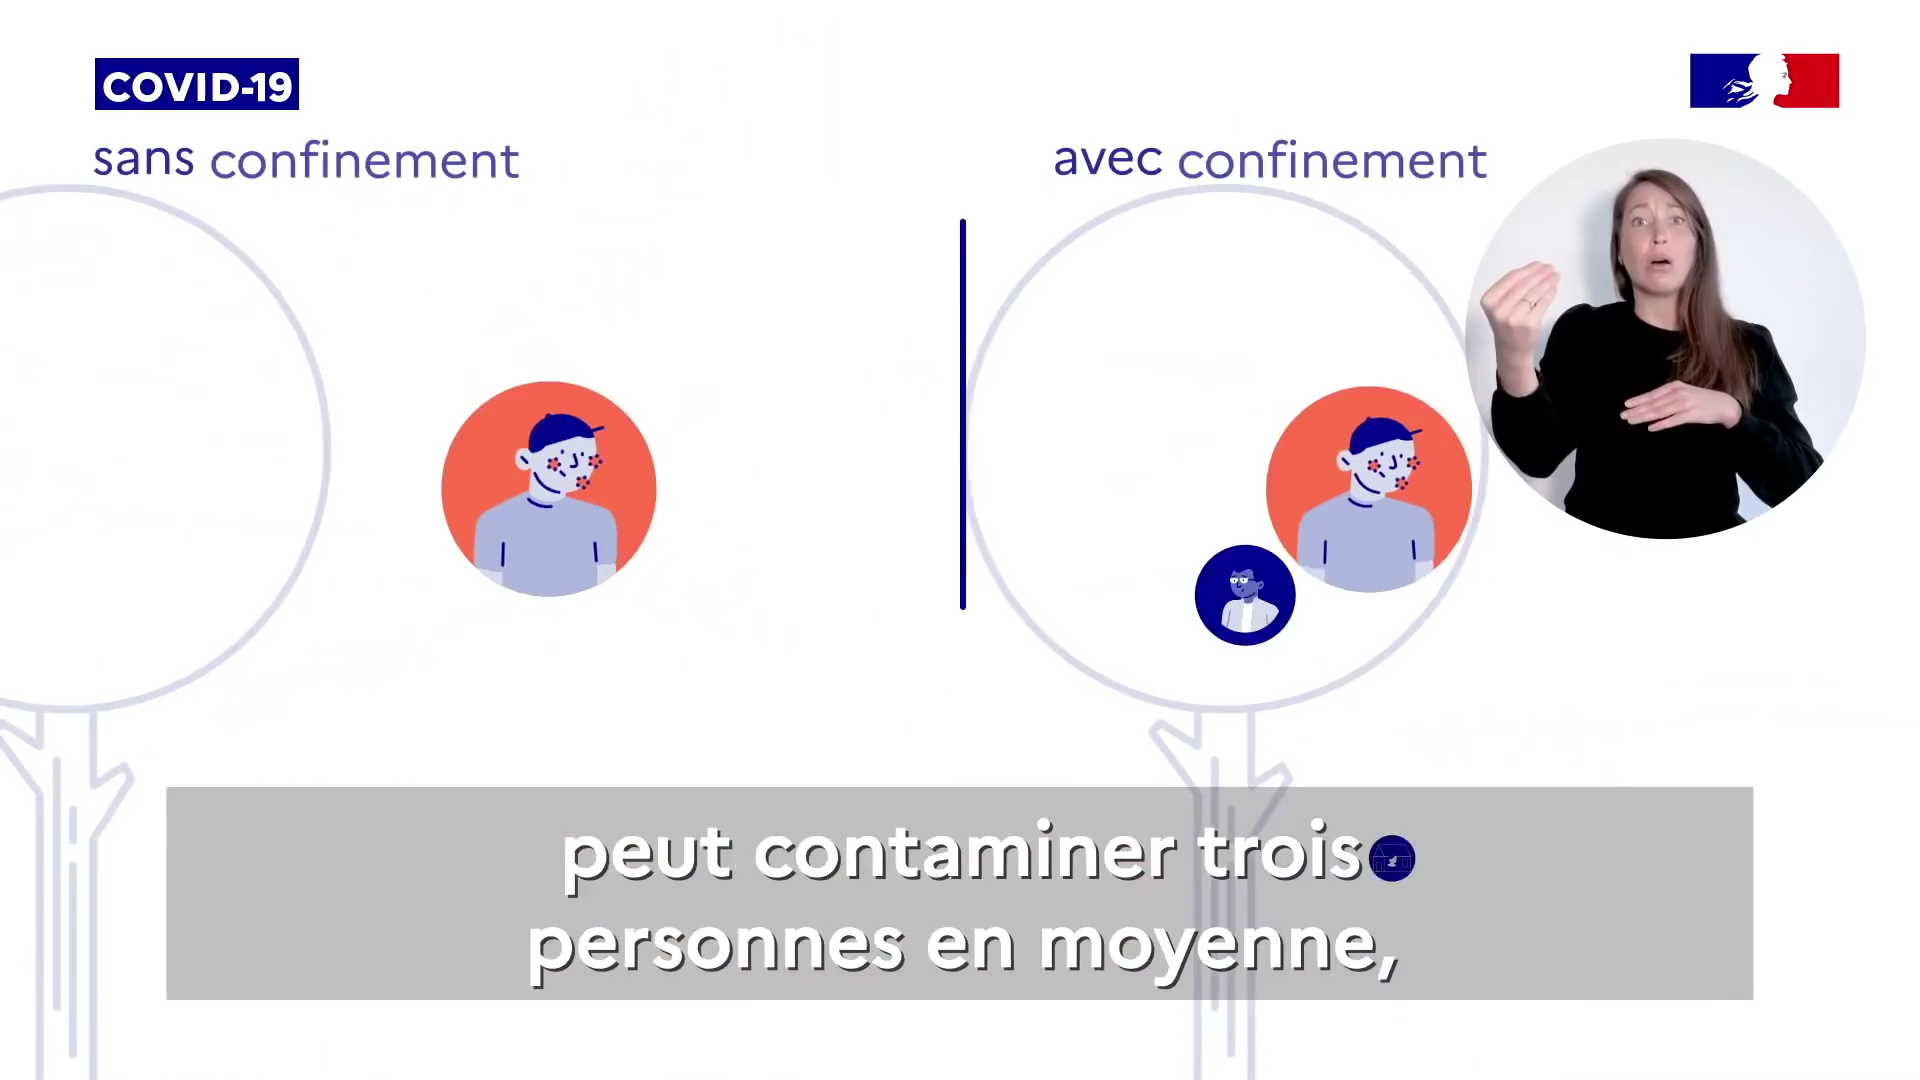 COVID-19
sans confinement
avec confinement
peut contaminer trois
personnes en moyenne,